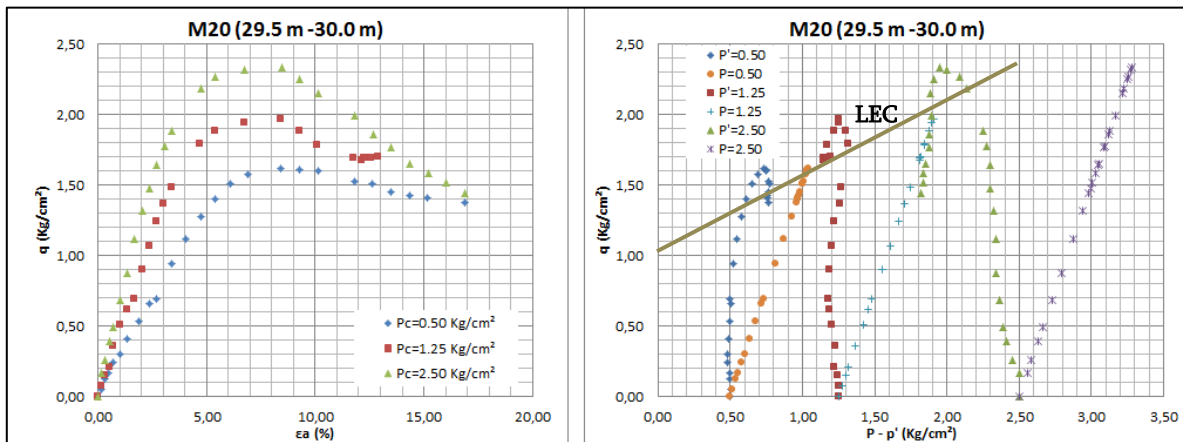 M20 (29.5 m -30.0 m)
2,50
2,00
1,50
1,00
0,50
0,00
q (Kg/cm²)
Pc=0.50 Kg/cm²
Pc=1.25 Kg/cm²
Pc=2.50 Kg/cm²
0,00 5,00 10,00 15,00 20,00
εa (%)
M20 (29.5 m -30.0 m)
2,50
2,00
1,50
1,00
0,50
0,00
q (Kg/cm²)
P'=0.50
P=0.50
P'=1.25
P=1.25
P'=2.50
P=2.50
LEC
0,00 0,50 1,00 1,50 2,00 2,50 3,00 3,50
P - p' (Kg/cm²)